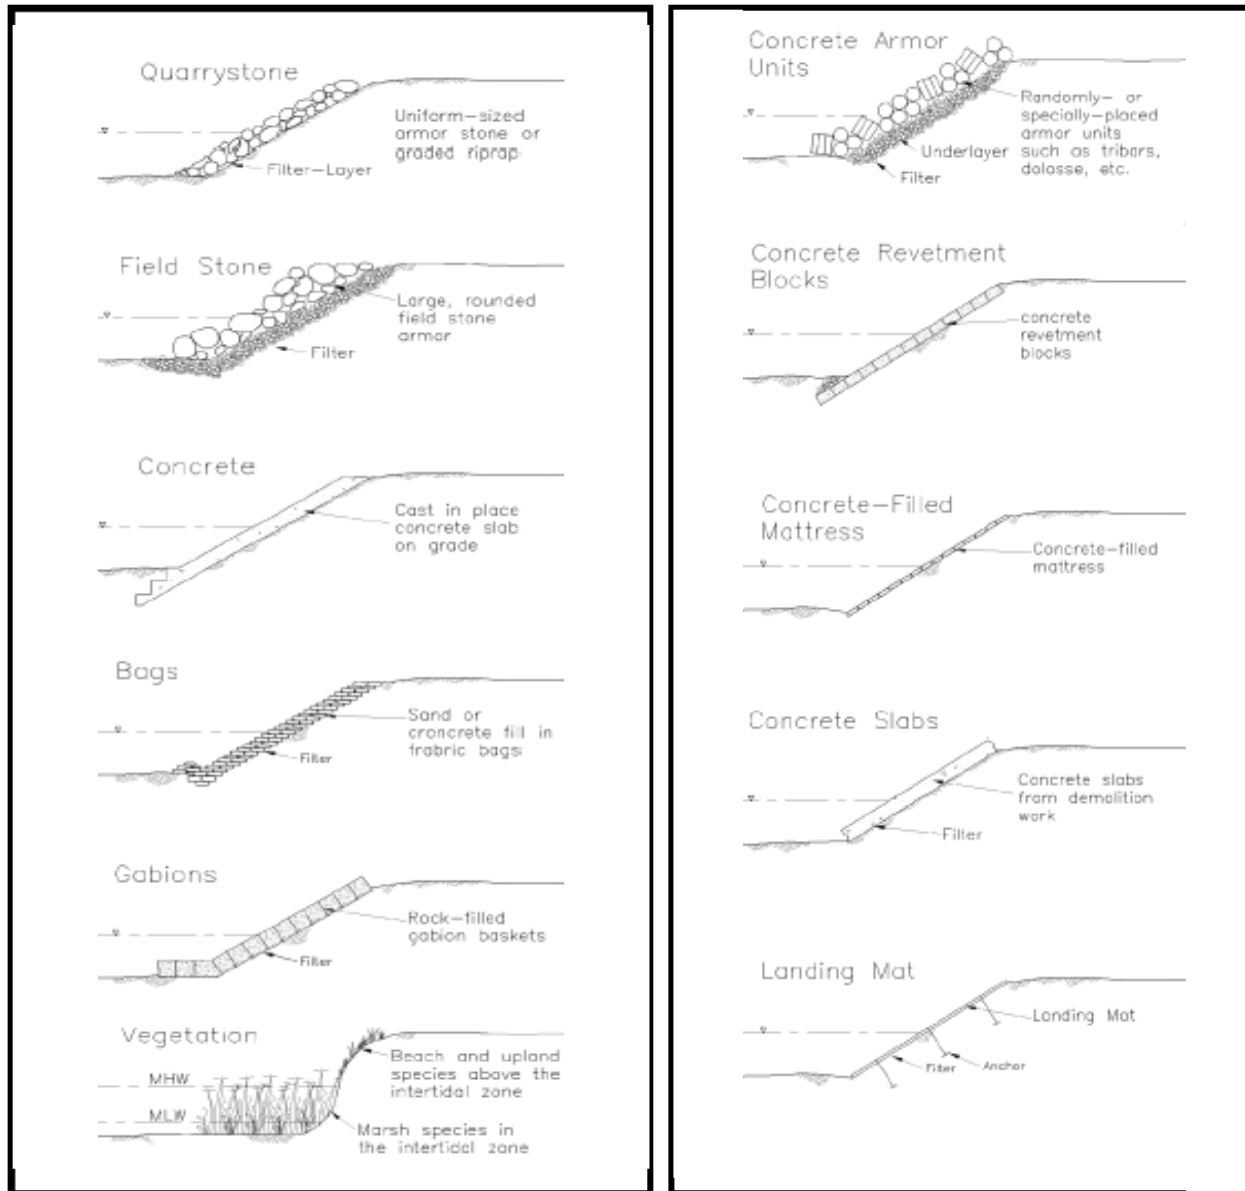 Quarrystone
Uniform-sized
armor stone or
graded riprap
Filter-Layer
Field Stone
Large, rounded
field stone
armor
Filter
Concrete
Cast in place
concrete slab
on grade
Bags
Sand or
croncrete fill in
frabric bags
Filter
Gabions
Rock-filled
gabion baskets
Filter
Vegetation
Beach and upland
species above the
intertidal zone
MHW
MLW
Marsh species in
the intertidal zone
Concrete Armor
Units
Randomly- or
specially-placed
armor units
such as tribars,
dolosse, etc.
Underlayer
Filter
Concrete Revetment
Blocks
concrete
revetment
blocks
Concrete-Filled
Mattress
Concrete-filled
mattress
Concrete Slabs
Concrete slabs
from demolition
work
Filter
Landing Mat
Landing Mat
Filter
Anchor